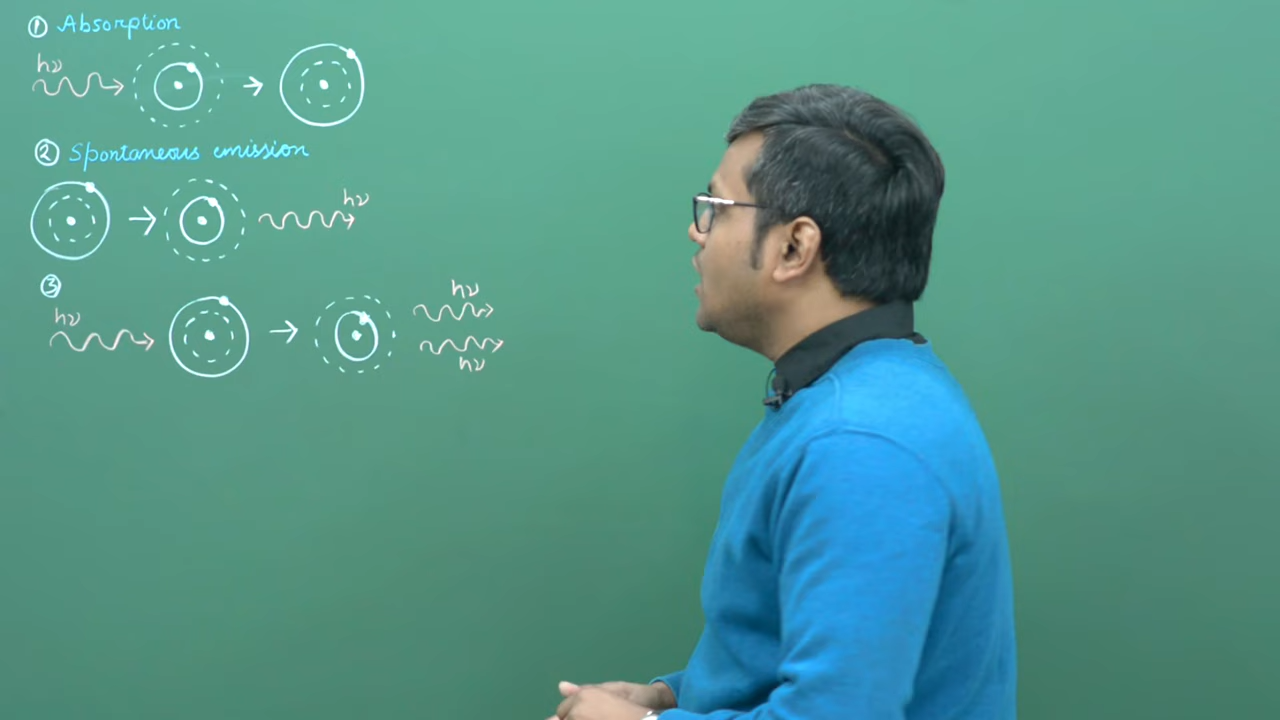 ① Absorption
hν
② Spontaneous emission
hν
③
hν
hν
hν